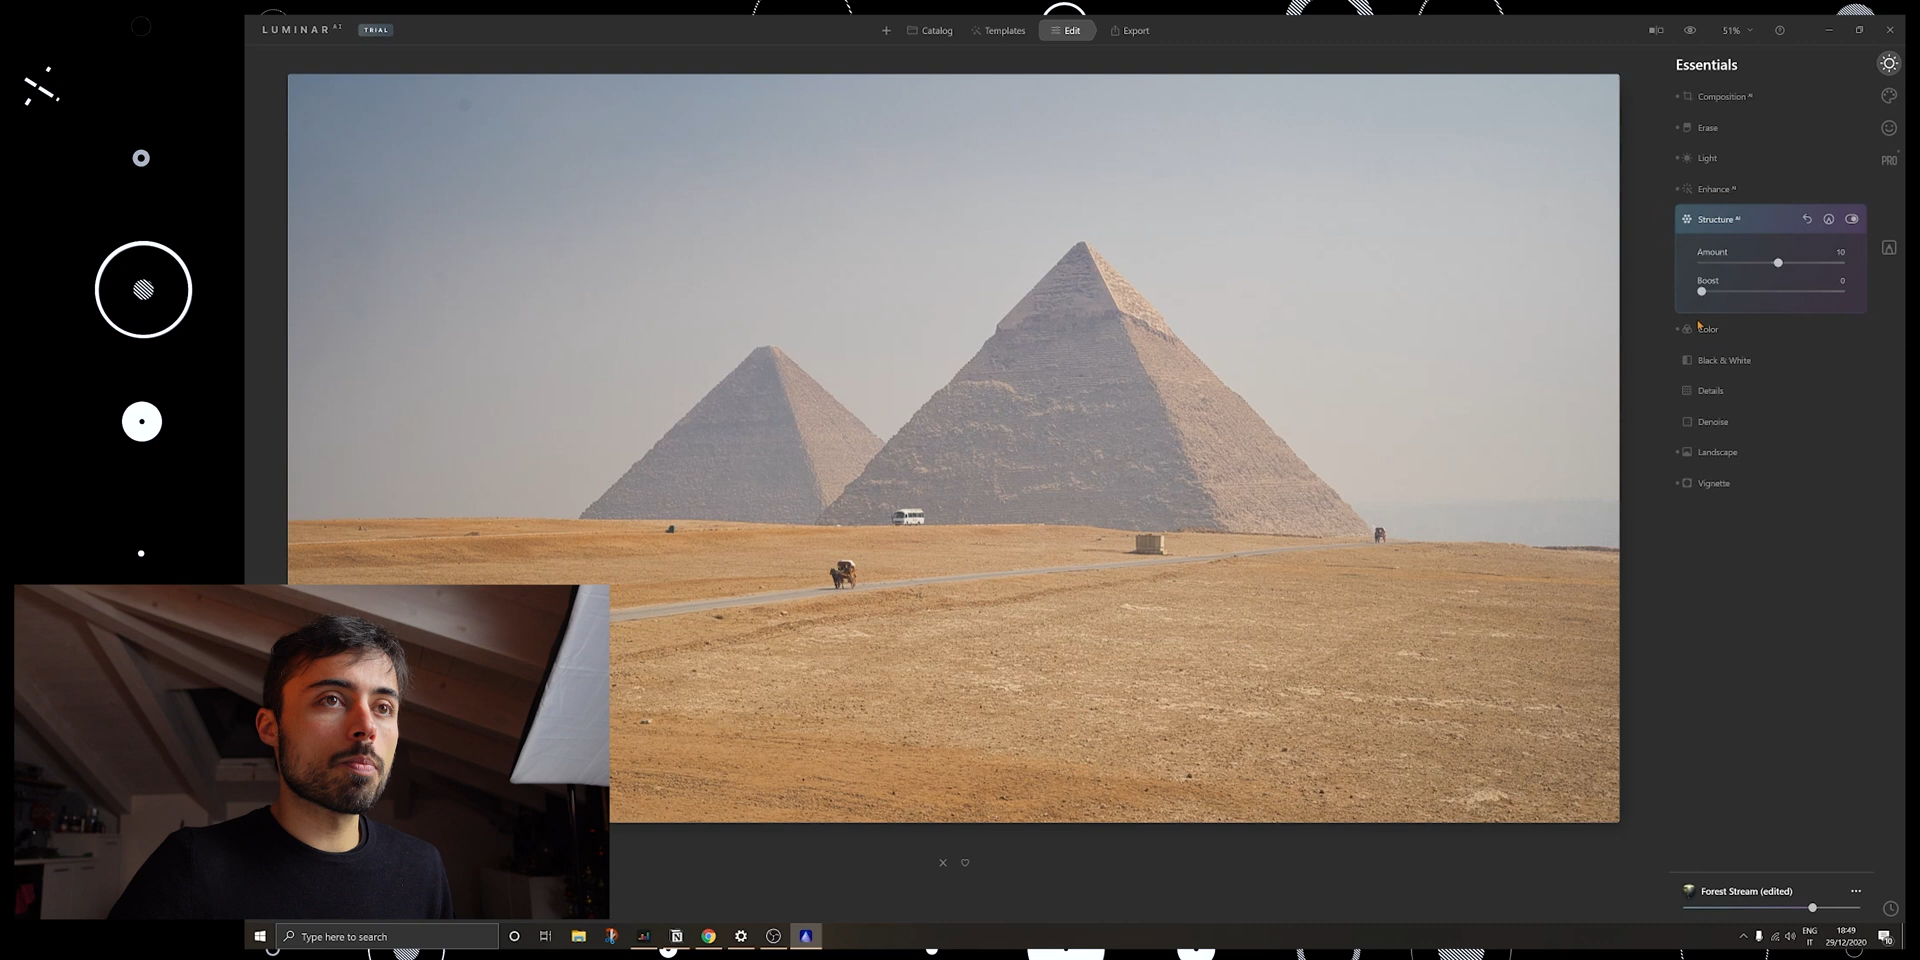 LUMINAR AI
TRIAL
Catalog
Templates
Edit
Export
51%
Essentials
Composition AI
Erase
Light
PRO
Enhance AI
Structure AI
Amount 10
Boost 0
Color
Black & White
Details
Denoise
Landscape
Vignette
Forest Stream (edited)
Type here to search
ENG
IT
18:49
29/12/2020
10